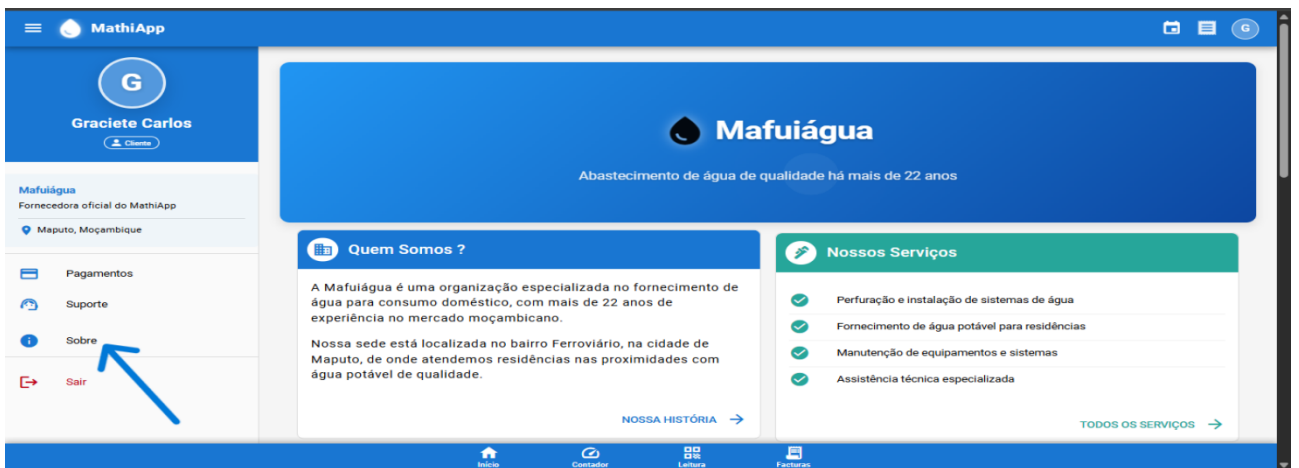 MathiApp
G
G
Graciete Carlos
Cliente
Mafuiágua
Fornecedora oficial do MathiApp
Maputo, Moçambique
Pagamentos
Suporte
Sobre
Sair
Mafuiágua
Abastecimento de água de qualidade há mais de 22 anos
Quem Somos ?
A Mafuiágua é uma organização especializada no fornecimento de
água para consumo doméstico, com mais de 22 anos de
experiência no mercado moçambicano.
Nossa sede está localizada no bairro Ferroviário, na cidade de
Maputo, de onde atendemos residências nas proximidades com
água potável de qualidade.
NOSSA HISTÓRIA
Nossos Serviços
Perfuração e instalação de sistemas de água
Fornecimento de água potável para residências
Manutenção de equipamentos e sistemas
Assistência técnica especializada
TODOS OS SERVIÇOS
Início
Contador
Leitura
Facturas